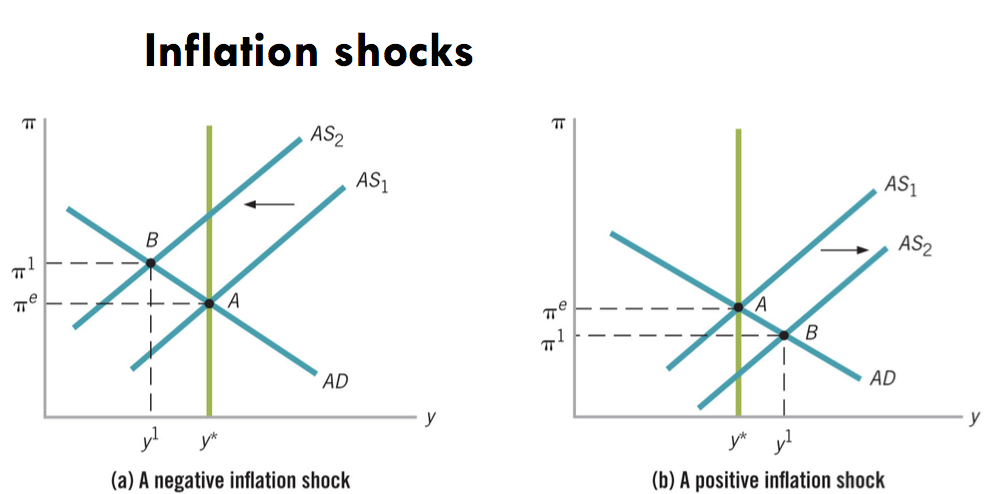 Inflation shocks
π
AS₂
AS₁
B
π¹
πᵉ
A
AD
y
y¹
y*
(a) A negative inflation shock
π
AS₁
AS₂
πᵉ
A
π¹
B
AD
y
y*
y¹
(b) A positive inflation shock